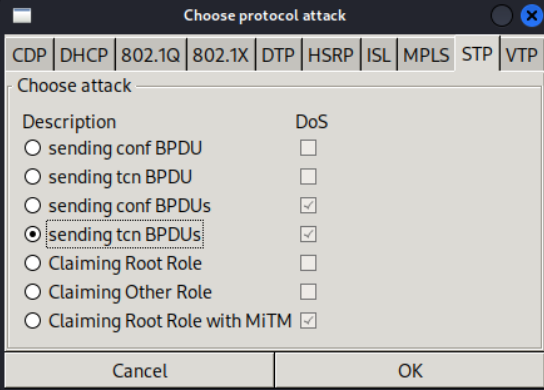 Choose protocol attack
CDP DHCP 802.1Q 802.1X DTP HSRP ISL MPLS STP VTP
Choose attack
Description DoS
sending conf BPDU
sending tcn BPDU
sending conf BPDUs
sending tcn BPDUs
Claiming Root Role
Claiming Other Role
Claiming Root Role with MiTM
Cancel OK